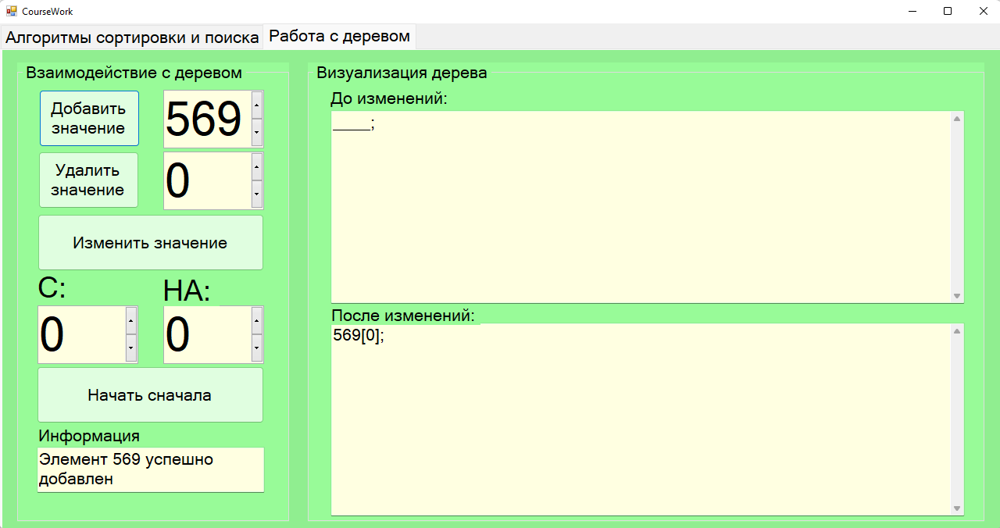 CourseWork
Алгоритмы сортировки и поиска
Работа с деревом
Взаимодействие с деревом
Добавить
значение
569
Удалить
значение
0
Изменить значение
С:
НА:
0
0
Начать сначала
Информация
Элемент 569 успешно
добавлен
Визуализация дерева
До изменений:
____;
После изменений:
569[0];